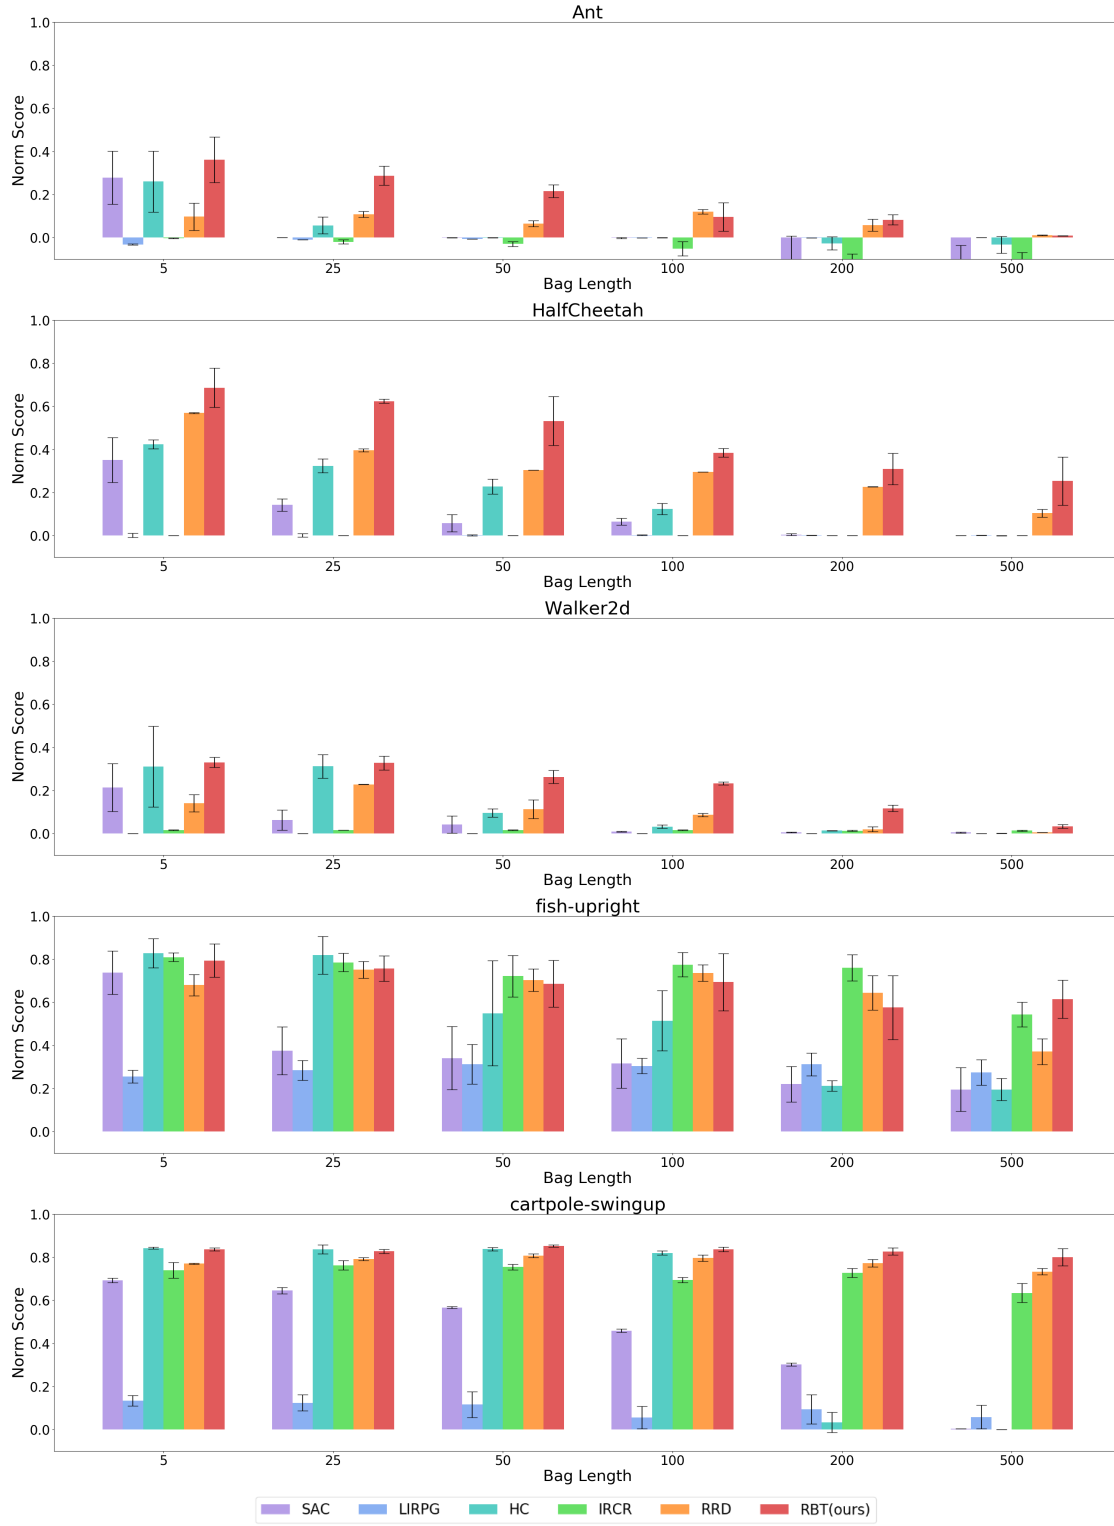 Ant
1.0
0.8
0.6
0.4
0.2
0.0
Norm Score
5 25 50 100 200 500
Bag Length
HalfCheetah
1.0
0.8
0.6
0.4
0.2
0.0
Norm Score
5 25 50 100 200 500
Bag Length
Walker2d
1.0
0.8
0.6
0.4
0.2
0.0
Norm Score
5 25 50 100 200 500
Bag Length
fish-upright
1.0
0.8
0.6
0.4
0.2
0.0
Norm Score
5 25 50 100 200 500
Bag Length
cartpole-swingup
1.0
0.8
0.6
0.4
0.2
0.0
Norm Score
5 25 50 100 200 500
Bag Length
SAC LIRPG HC IRCR RRD RBT(ours)